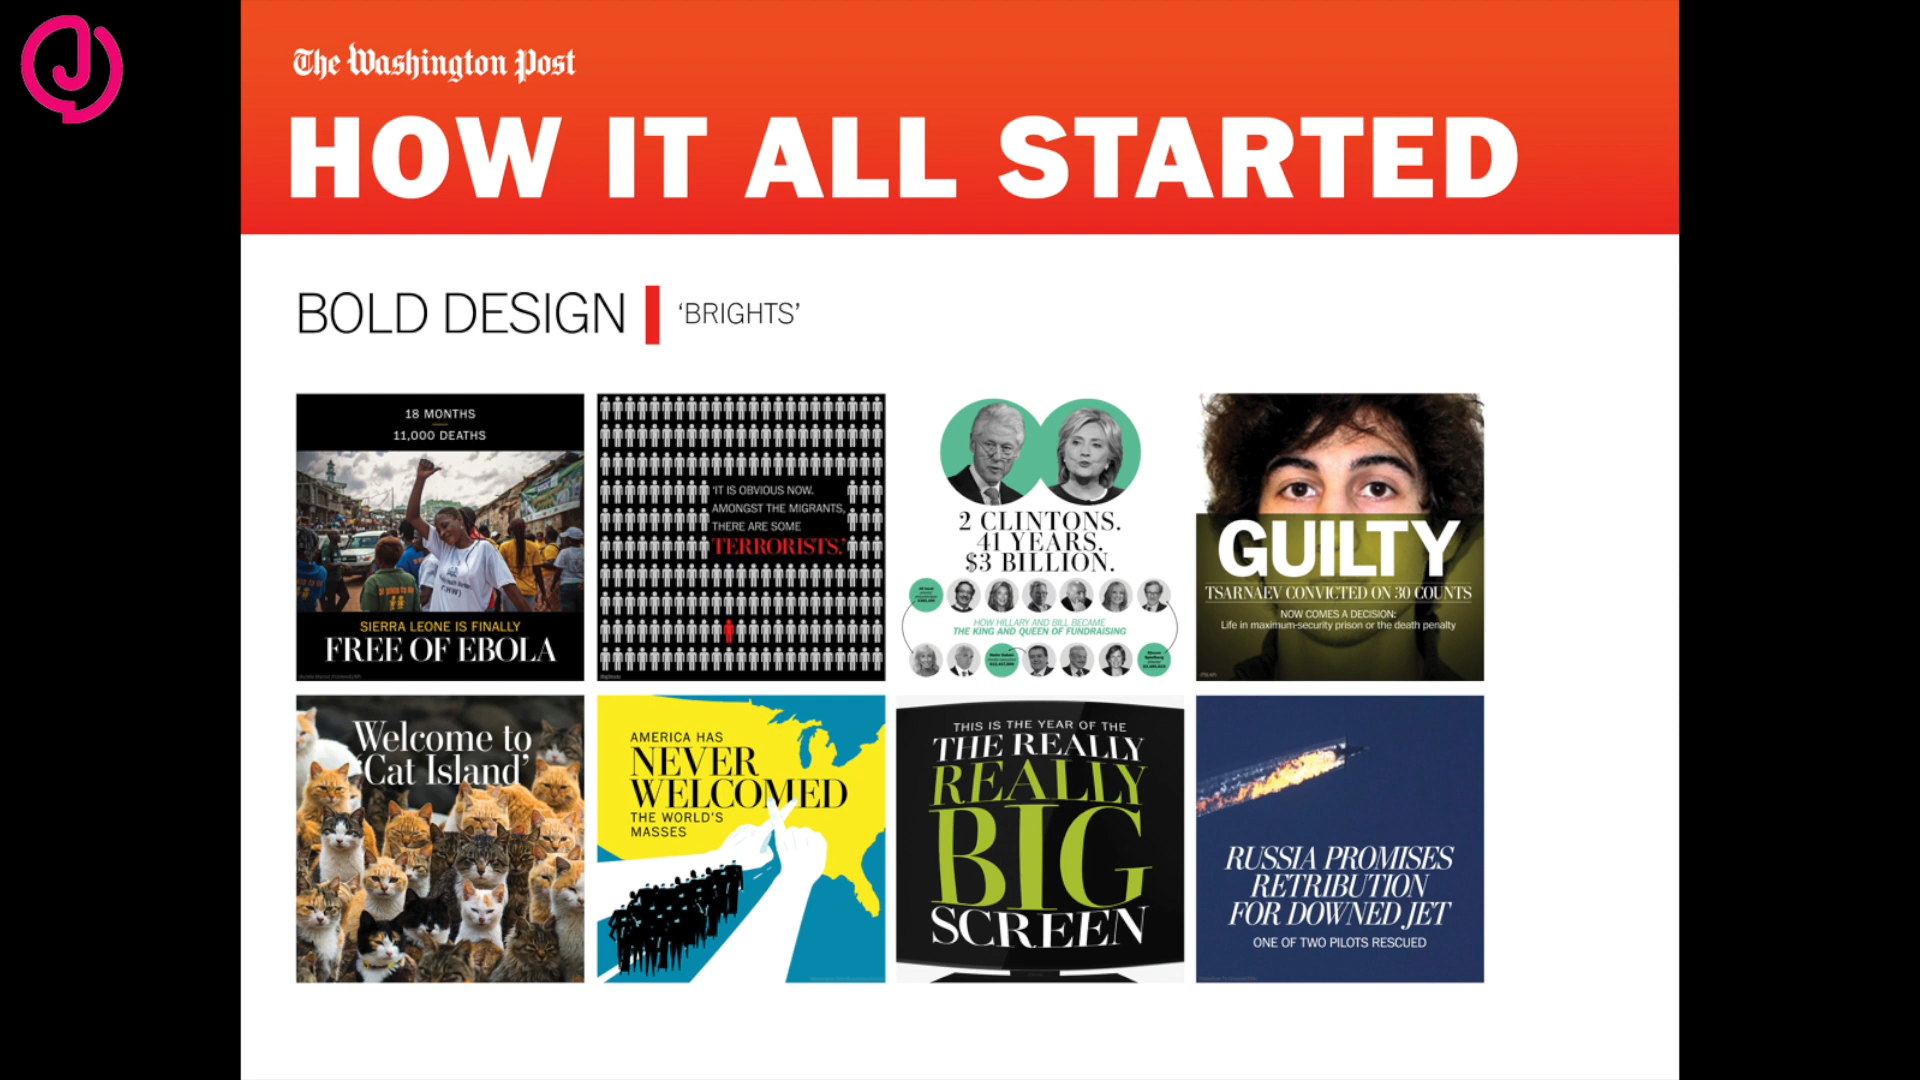 The Washington Post
HOW IT ALL STARTED
BOLD DESIGN
‘BRIGHTS’
18 MONTHS
11,000 DEATHS
SIERRA LEONE IS FINALLY
FREE OF EBOLA
‘IT IS OBVIOUS NOW,
AMONGST THE MIGRANTS,
THERE ARE SOME
TERRORISTS.’
2 CLINTONS.
41 YEARS.
$3 BILLION.
HOW HILLARY AND BILL BECAME
THE KING AND QUEEN OF FUNDRAISING
GUILTY
TSARNAEV CONVICTED ON 30 COUNTS
NOW COMES A DECISION:
Life in maximum-security prison or the death penalty
Welcome to
‘Cat Island’
AMERICA HAS
NEVER
WELCOMED
THE WORLD'S
MASSES
THIS IS THE YEAR OF THE
THE REALLY
REALLY
BIG
SCREEN
RUSSIA PROMISES
RETRIBUTION
FOR DOWNED JET
ONE OF TWO PILOTS RESCUED